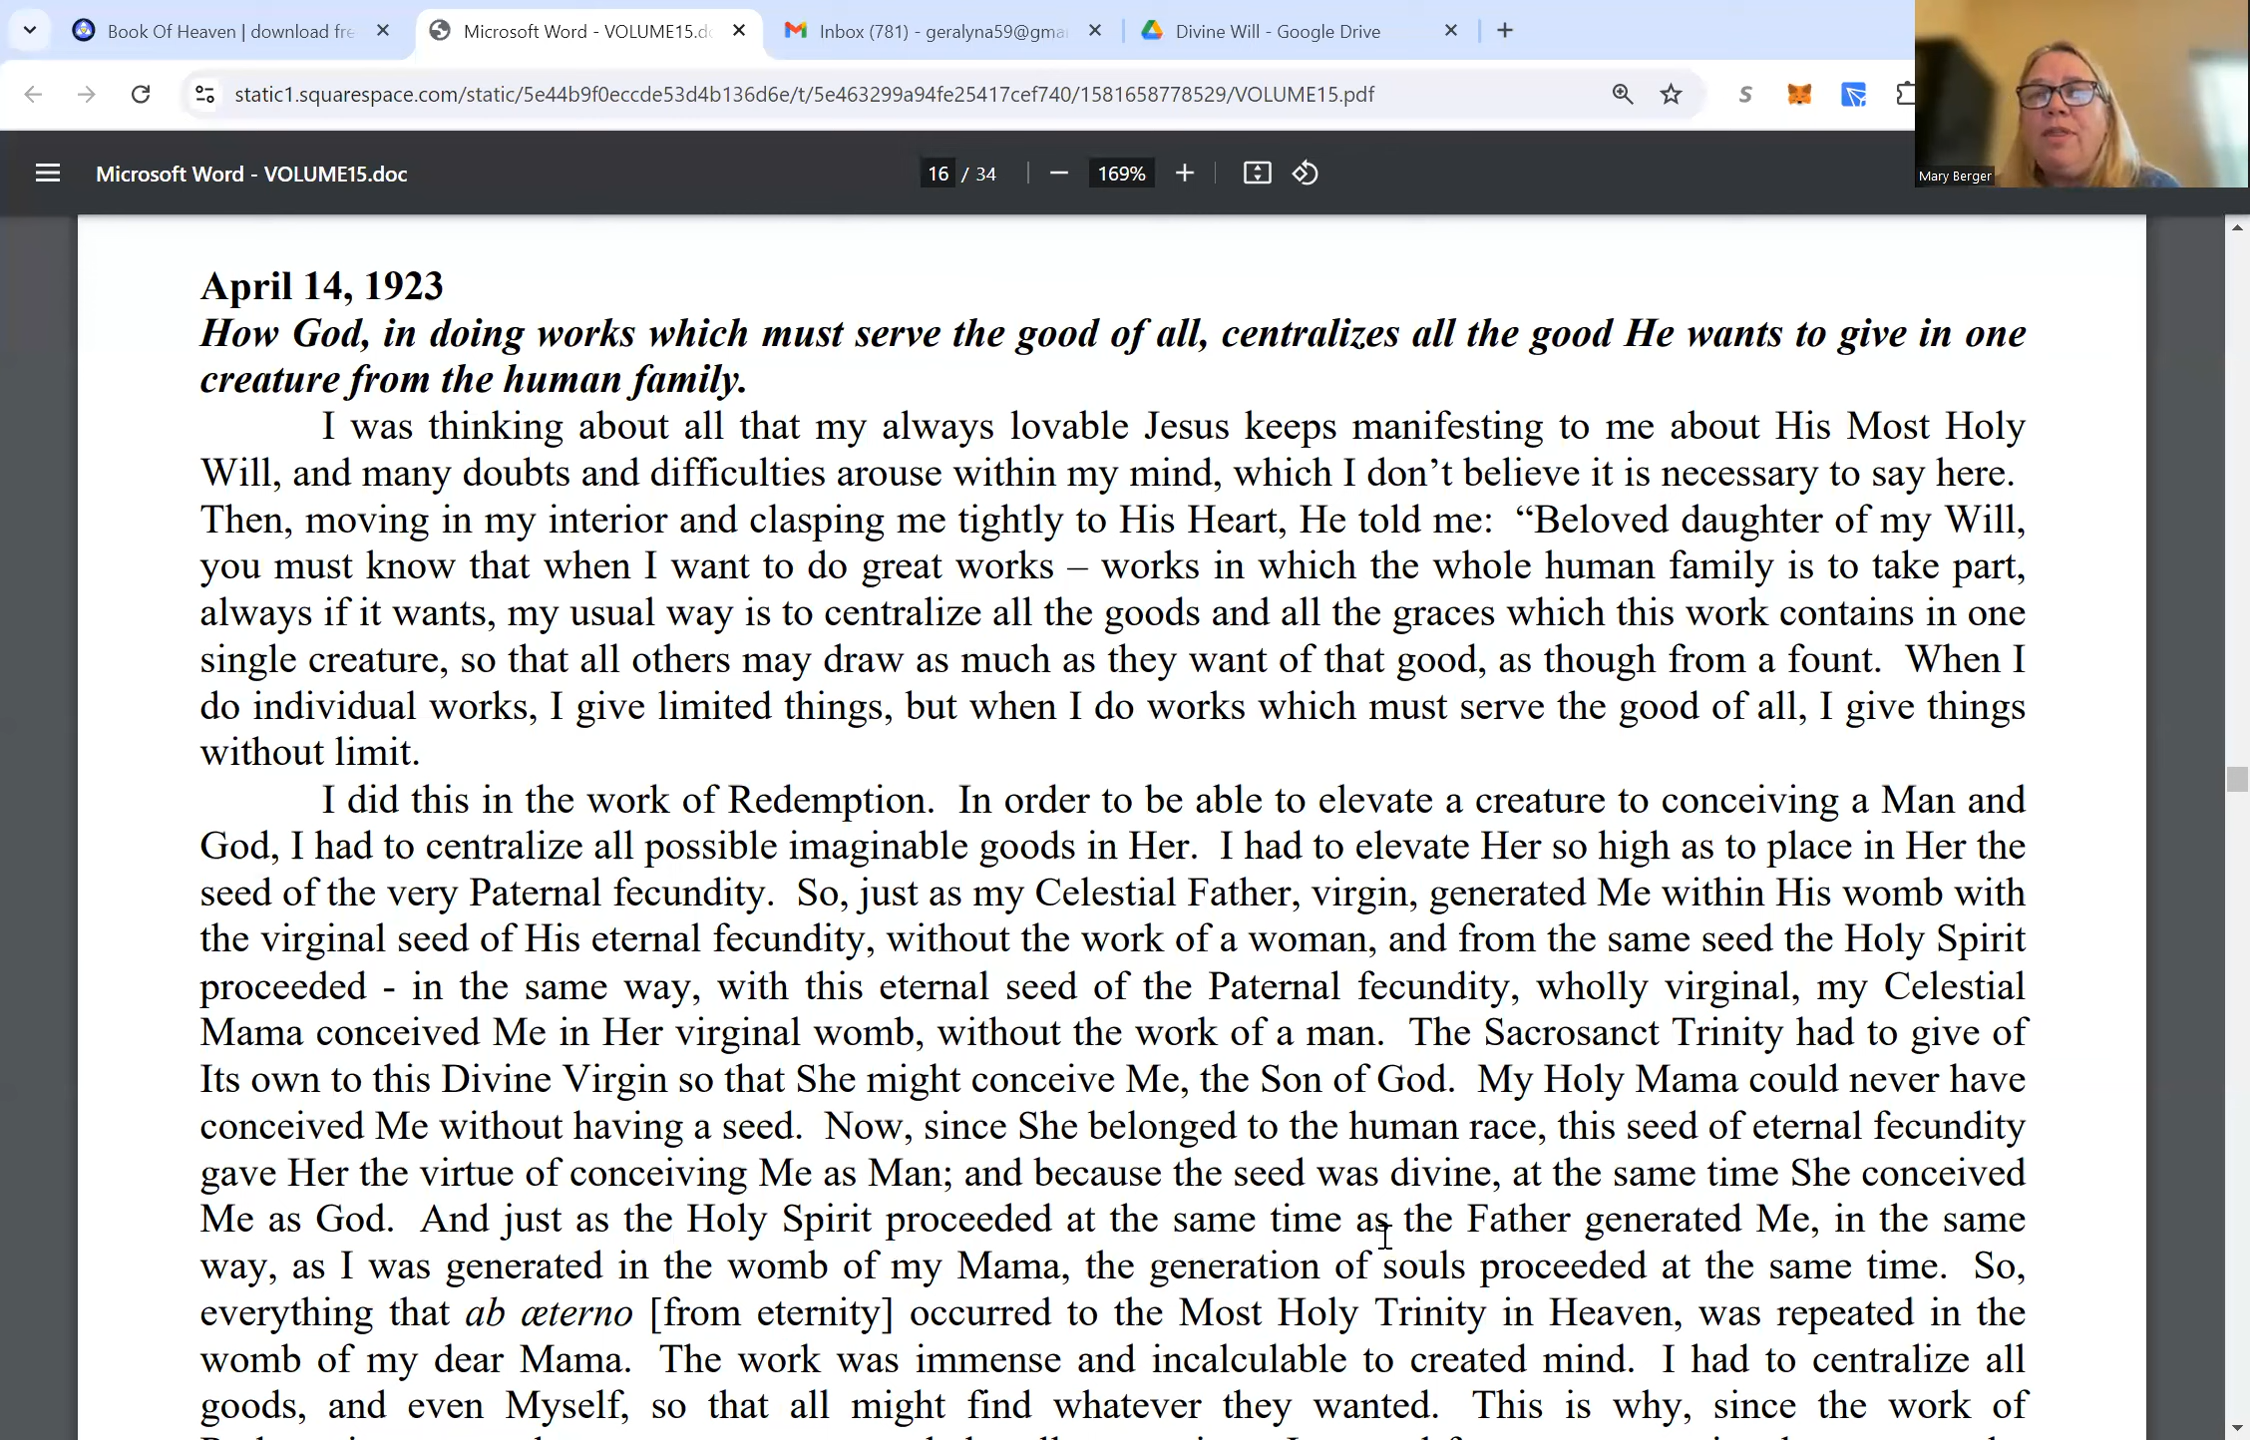 Book Of Heaven | download fre
Microsoft Word - VOLUME15.do
Inbox (781) - geralyna59@gma
Divine Will - Google Drive
static1.squarespace.com/static/5e44b9f0eccde53d4b136d6e/t/5e463299a94fe25417cef740/1581658778529/VOLUME15.pdf
Mary Berger
Microsoft Word - VOLUME15.doc
16 / 34
169%
April 14, 1923
How God, in doing works which must serve the good of all, centralizes all the good He wants to give in one
creature from the human family.
I was thinking about all that my always lovable Jesus keeps manifesting to me about His Most Holy
Will, and many doubts and difficulties arouse within my mind, which I don’t believe it is necessary to say here.
Then, moving in my interior and clasping me tightly to His Heart, He told me: “Beloved daughter of my Will,
you must know that when I want to do great works – works in which the whole human family is to take part,
always if it wants, my usual way is to centralize all the goods and all the graces which this work contains in one
single creature, so that all others may draw as much as they want of that good, as though from a fount. When I
do individual works, I give limited things, but when I do works which must serve the good of all, I give things
without limit.
I did this in the work of Redemption. In order to be able to elevate a creature to conceiving a Man and
God, I had to centralize all possible imaginable goods in Her. I had to elevate Her so high as to place in Her the
seed of the very Paternal fecundity. So, just as my Celestial Father, virgin, generated Me within His womb with
the virginal seed of His eternal fecundity, without the work of a woman, and from the same seed the Holy Spirit
proceeded - in the same way, with this eternal seed of the Paternal fecundity, wholly virginal, my Celestial
Mama conceived Me in Her virginal womb, without the work of a man. The Sacrosanct Trinity had to give of
Its own to this Divine Virgin so that She might conceive Me, the Son of God. My Holy Mama could never have
conceived Me without having a seed. Now, since She belonged to the human race, this seed of eternal fecundity
gave Her the virtue of conceiving Me as Man; and because the seed was divine, at the same time She conceived
Me as God. And just as the Holy Spirit proceeded at the same time as the Father generated Me, in the same
way, as I was generated in the womb of my Mama, the generation of souls proceeded at the same time. So,
everything that ab æterno [from eternity] occurred to the Most Holy Trinity in Heaven, was repeated in the
womb of my dear Mama. The work was immense and incalculable to created mind. I had to centralize all
goods, and even Myself, so that all might find whatever they wanted. This is why, since the work of